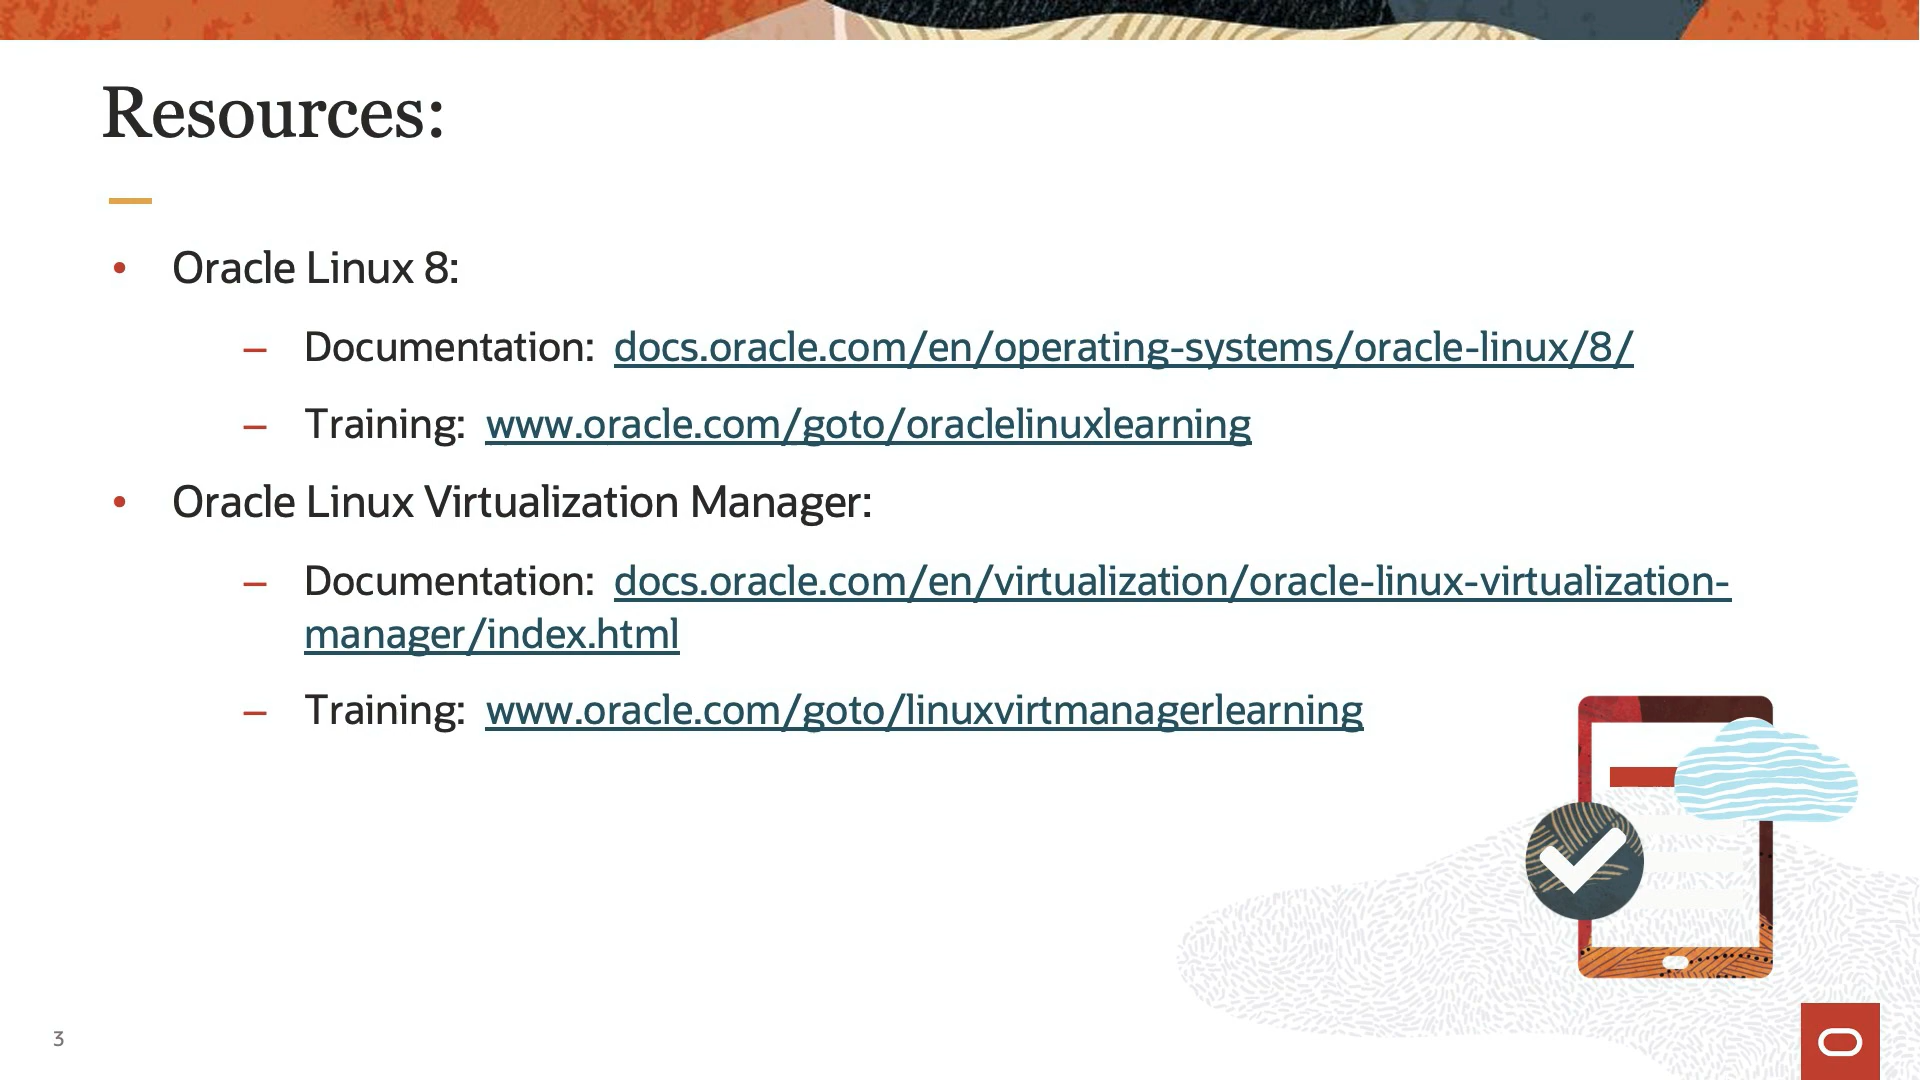 Resources:
• Oracle Linux 8:
– Documentation: docs.oracle.com/en/operating-systems/oracle-linux/8/
– Training: www.oracle.com/goto/oraclelinuxlearning
• Oracle Linux Virtualization Manager:
– Documentation: docs.oracle.com/en/virtualization/oracle-linux-virtualization-
manager/index.html
– Training: www.oracle.com/goto/linuxvirtmanagerlearning
3